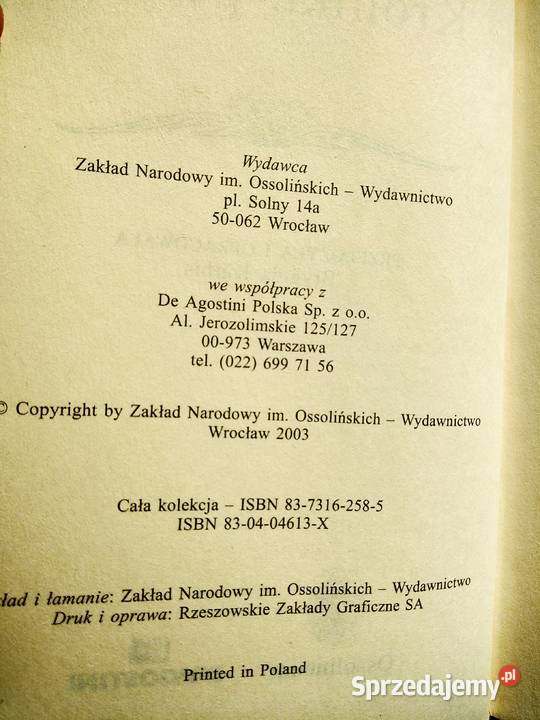 Wydawca
Zakład Narodowy im. Ossolińskich – Wydawnictwo
pl. Solny 14a
50-062 Wrocław
we współpracy z
De Agostini Polska Sp. z o.o.
Al. Jerozolimskie 125/127
00-973 Warszawa
tel. (022) 699 71 56
© Copyright by Zakład Narodowy im. Ossolińskich – Wydawnictwo
Wrocław 2003
Cała kolekcja – ISBN 83-7316-258-5
ISBN 83-04-04613-X
ład i łamanie: Zakład Narodowy im. Ossolińskich – Wydawnictwo
Druk i oprawa: Rzeszowskie Zakłady Graficzne SA
Printed in Poland
Sprzedajemy.pl